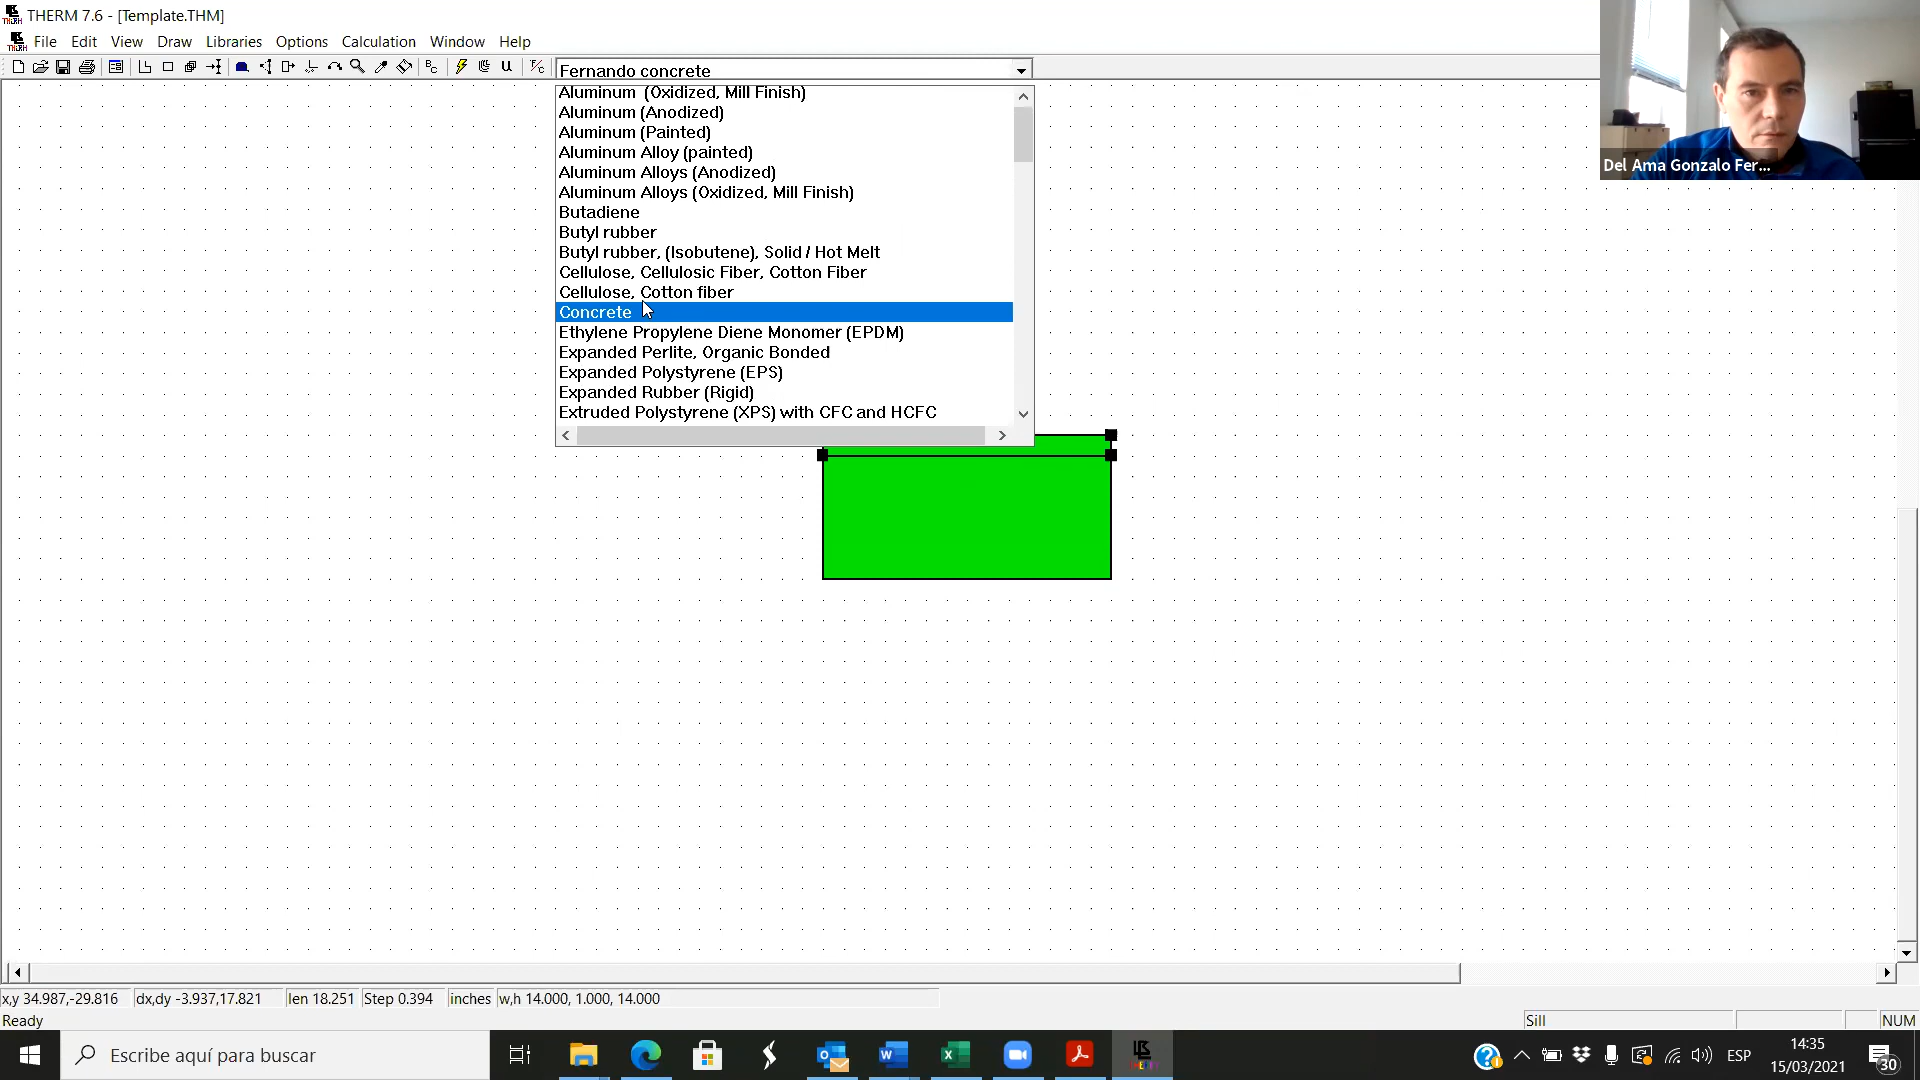 THERM 7.6 - [Template.THM]
File Edit View Draw Libraries Options Calculation Window Help
Fernando concrete
Aluminum (Oxidized, Mill Finish)
Aluminum (Anodized)
Aluminum (Painted)
Aluminum Alloy (painted)
Aluminum Alloys (Anodized)
Aluminum Alloys (Oxidized, Mill Finish)
Butadiene
Butyl rubber
Butyl rubber, (Isobutene), Solid / Hot Melt
Cellulose, Cellulosic Fiber, Cotton Fiber
Cellulose, Cotton fiber
Concrete
Ethylene Propylene Diene Monomer (EPDM)
Expanded Perlite, Organic Bonded
Expanded Polystyrene (EPS)
Expanded Rubber (Rigid)
Extruded Polystyrene (XPS) with CFC and HCFC
Del Ama Gonzalo Fer...
x,y 34.987,-29.816 dx,dy -3.937,17.821 len 18.251 Step 0.394 inches w,h 14.000, 1.000, 14.000
Ready Sill NUM
Escribe aquí para buscar
ESP
14:35
15/03/2021
30